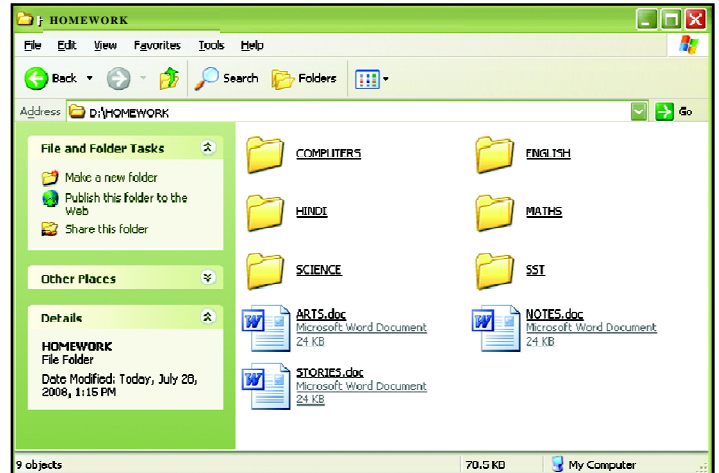 HOMEWORK
File Edit View Favorites Tools Help
Back Search Folders
Address D:\HOMEWORK Go
File and Folder Tasks
Make a new folder
Publish this folder to the
Web
Share this folder
Other Places
Details
HOMEWORK
File Folder
Date Modified: Today, July 28,
2008, 1:15 PM
COMPUTERS ENGLISH
HINDI MATHS
SCIENCE SST
ARTS.doc
Microsoft Word Document
24 KB
NOTES.doc
Microsoft Word Document
24 KB
STORIES.doc
Microsoft Word Document
24 KB
9 objects 70.5 KB My Computer